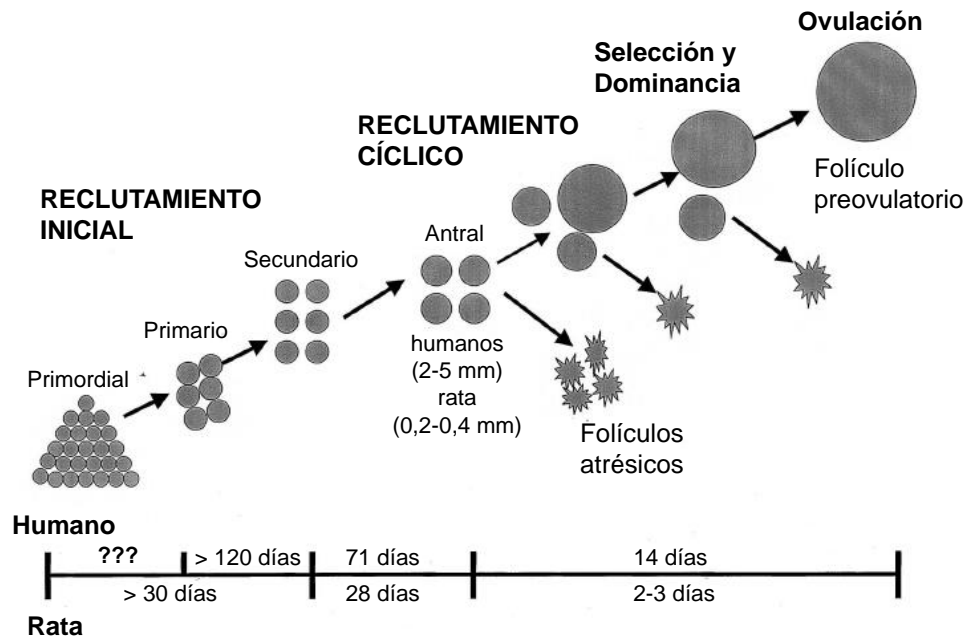 Ovulación
Selección y
Dominancia
RECLUTAMIENTO
CÍCLICO
Folículo
preovulatorio
RECLUTAMIENTO
INICIAL
Antral
Secundario
Primario
humanos
(2-5 mm)
rata
(0,2-0,4 mm)
Primordial
Folículos
atrésicos
Humano
??? > 120 días 71 días 14 días
> 30 días 28 días 2-3 días
Rata